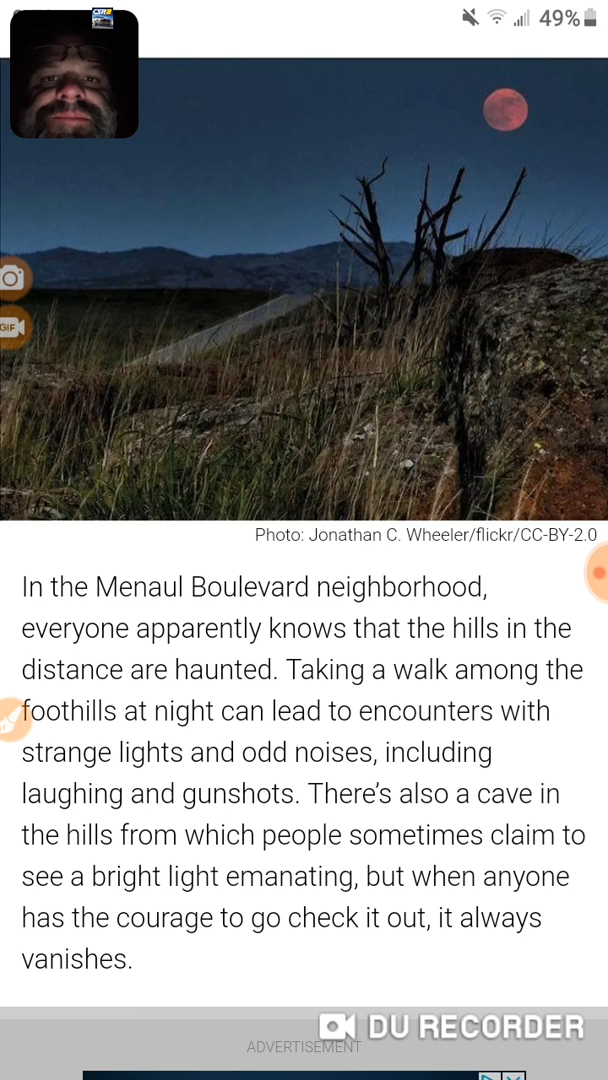 CSR2
49%
GIF
Photo: Jonathan C. Wheeler/flickr/CC-BY-2.0
In the Menaul Boulevard neighborhood,
everyone apparently knows that the hills in the
distance are haunted. Taking a walk among the
foothills at night can lead to encounters with
strange lights and odd noises, including
laughing and gunshots. There’s also a cave in
the hills from which people sometimes claim to
see a bright light emanating, but when anyone
has the courage to go check it out, it always
vanishes.
DU RECORDER
ADVERTISEMENT